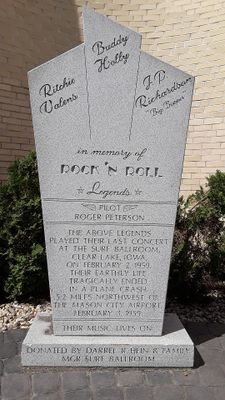 Ritchie
Valens
Buddy
Holly
J.P.
Richardson
"Big Bopper"
in memory of
ROCK 'N ROLL
Legends
PILOT
ROGER PETERSON
THE ABOVE LEGENDS
PLAYED THEIR LAST CONCERT
AT THE SURF BALLROOM,
CLEAR LAKE, IOWA
ON FEBRUARY 2, 1959.
THEIR EARTHLY LIFE
TRAGICALLY ENDED
IN A PLANE CRASH
5.2 MILES NORTHWEST OF
THE MASON CITY AIRPORT
FEBRUARY 3, 1959.
THEIR MUSIC LIVES ON
DONATED BY DARREL R. HEIN & FAMILY
MGR. SURF BALLROOM